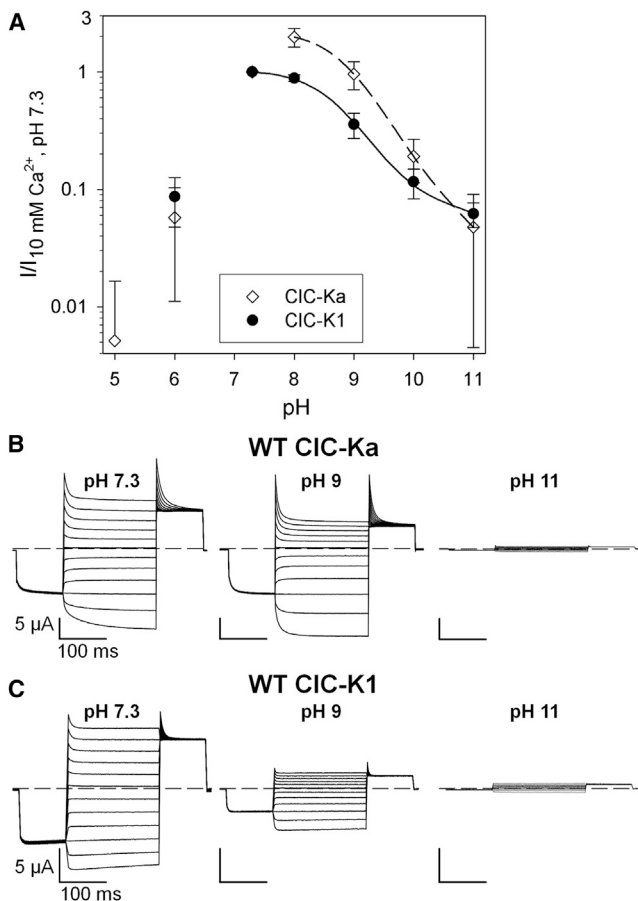 A
3
1
0.1
0.01
I/I10 mM Ca2+, pH 7.3
ClC-Ka
ClC-K1
5 6 7 8 9 10 11
pH
B
WT ClC-Ka
pH 7.3 pH 9 pH 11
5 µA
100 ms
C
WT ClC-K1
pH 7.3 pH 9 pH 11
5 µA
100 ms